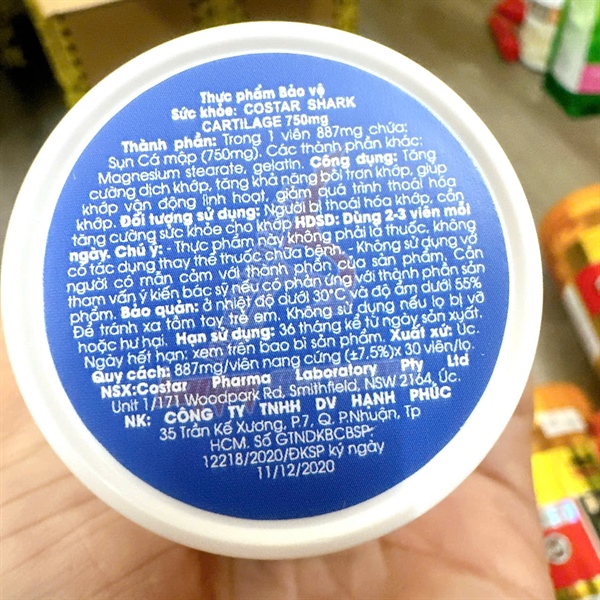 Thực phẩm Bảo vệ
Sức khỏe: COSTAR SHARK
CARTILAGE 750mg
Thành phần: Trong 1 viên 887mg chứa:
Sụn Cá mập (750mg). Các thành phần khác:
Magnesium stearate, gelatin. Công dụng: Tăng
cường dịch khớp, tăng khả năng bôi trơn khớp, giúp
khớp vận động linh hoạt, giảm quá trình thoái hóa
khớp. Đối tượng sử dụng: Người bị thoái hóa khớp, cần
tăng cường sức khỏe cho khớp HDSD: Dùng 2-3 viên mỗi
ngày. Chú ý: - Thực phẩm này không phải là thuốc, không
có tác dụng thay thế thuốc chữa bệnh - Không sử dụng với
người có mẫn cảm với thành phần của sản phẩm. Cần
tham vấn ý kiến bác sỹ nếu có phản ứng với thành phần sản
phẩm. Bảo quản: ở nhiệt độ dưới 30°C và độ ẩm dưới 55%
Để tránh xa tầm tay trẻ em. Không sử dụng nếu lọ bị vỡ
hoặc hư hại. Hạn sử dụng: 36 tháng kể từ ngày sản xuất.
Ngày hết hạn: xem trên bao bì sản phẩm. Xuất xứ: Úc.
Quy cách: 887mg/viên nang cứng (±7.5%)x 30 viên/lọ.
NSX:Costar Pharma Laboratory Pty Ltd
Unit 1/171 Woodpark Rd, Smithfield, NSW 2164, Úc.
NK: CÔNG TY TNHH DV HẠNH PHÚC
35 Trần Kế Xương, P.7, Q. P.Nhuận, Tp
HCM. Số GTNDKBCBSP:
12218/2020/ĐKSP ký ngày
11/12/2020